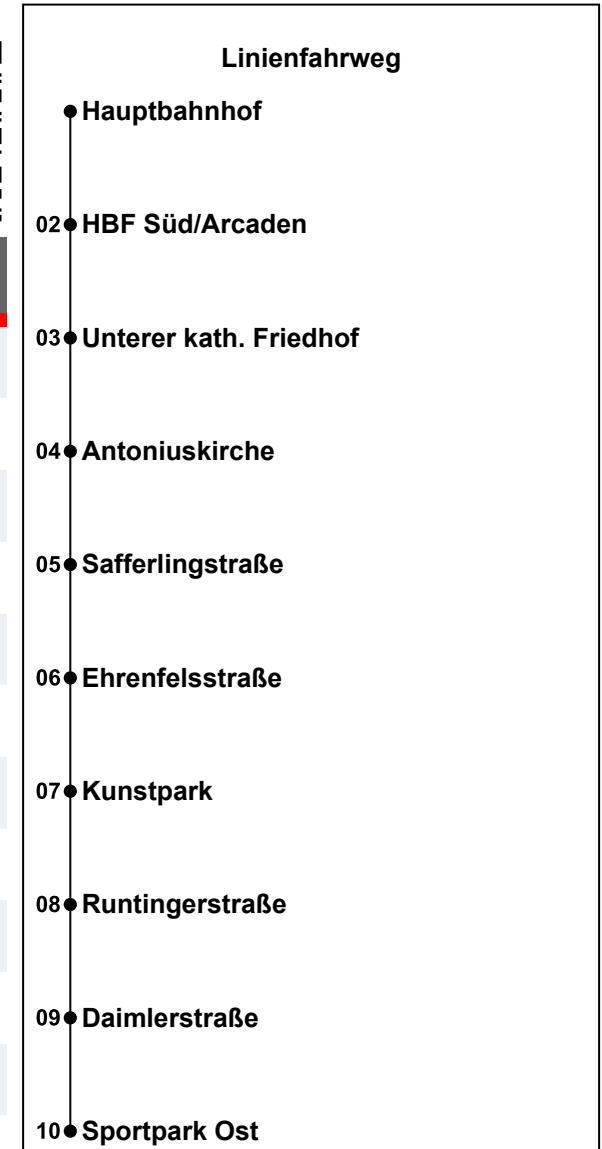 Linienfahrweg
Hauptbahnhof
02 HBF Süd/Arcaden
03 Unterer kath. Friedhof
04 Antoniuskirche
05 Safferlingstraße
06 Ehrenfelsstraße
07 Kunstpark
08 Runtingerstraße
09 Daimlerstraße
10 Sportpark Ost